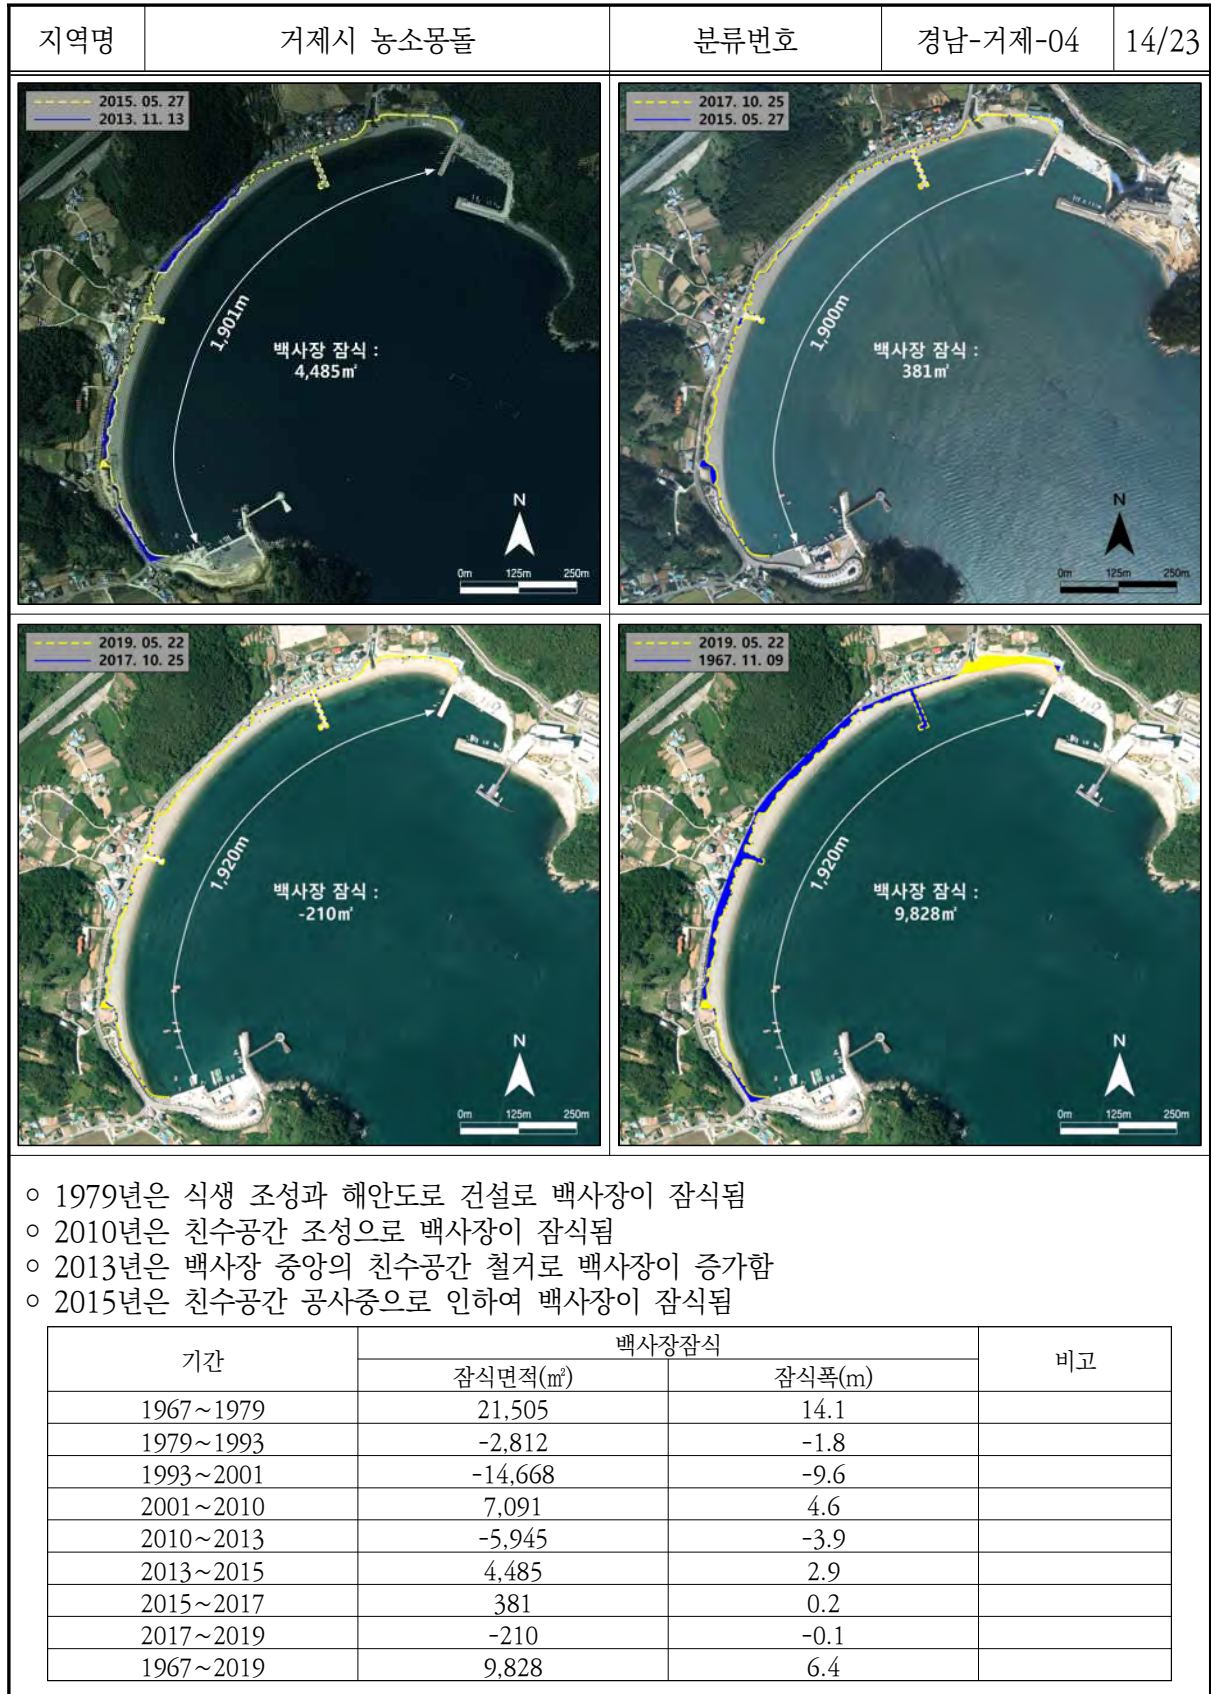 지역명 거제시 농소몽돌 분류번호 경남-거제-04 14/23
2015. 05. 27
2013. 11. 13
1,901m
백사장 잠식 :
4,485㎡
N
0m 125m 250m
2017. 10. 25
2015. 05. 27
1,900m
백사장 잠식 :
381㎡
N
0m 125m 250m
2019. 05. 22
2017. 10. 25
1,920m
백사장 잠식 :
-210㎡
N
0m 125m 250m
2019. 05. 22
1967. 11. 09
1,920m
백사장 잠식 :
9,828㎡
N
0m 125m 250m
○ 1979년은 식생 조성과 해안도로 건설로 백사장이 잠식됨
○ 2010년은 친수공간 조성으로 백사장이 잠식됨
○ 2013년은 백사장 중앙의 친수공간 철거로 백사장이 증가함
○ 2015년은 친수공간 공사중으로 인하여 백사장이 잠식됨
기간 백사장잠식 비고
잠식면적(㎡) 잠식폭(m)
1967~1979 21,505 14.1
1979~1993 -2,812 -1.8
1993~2001 -14,668 -9.6
2001~2010 7,091 4.6
2010~2013 -5,945 -3.9
2013~2015 4,485 2.9
2015~2017 381 0.2
2017~2019 -210 -0.1
1967~2019 9,828 6.4